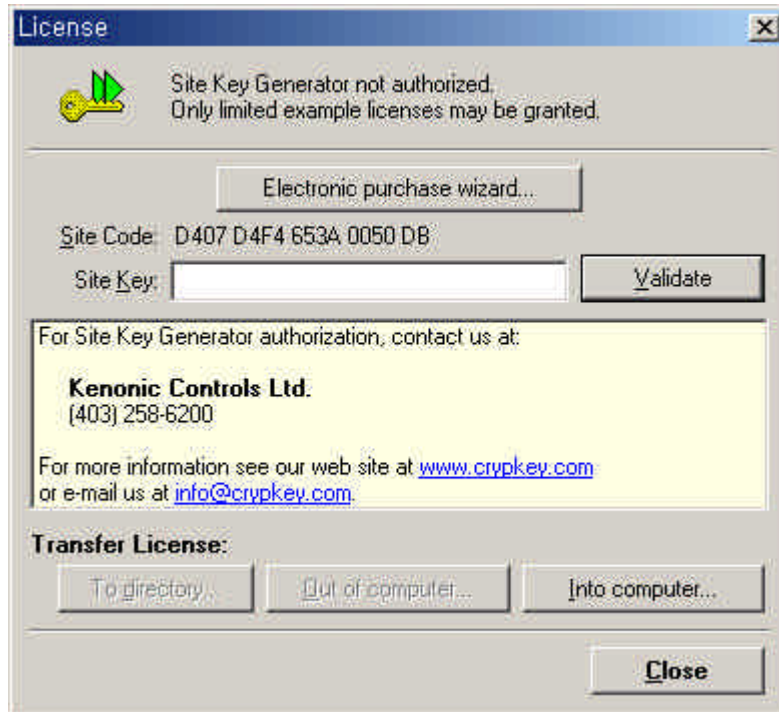 License
Site Key Generator not authorized.
Only limited example licenses may be granted.
Electronic purchase wizard...
Site Code: D407 D4F4 653A 0050 DB
Site Key:
Validate
For Site Key Generator authorization, contact us at:
Kenonic Controls Ltd.
(403) 258-6200
For more information see our web site at www.crypkey.com
or e-mail us at info@crypkey.com.
Transfer License:
To directory... Out of computer... Into computer...
Close